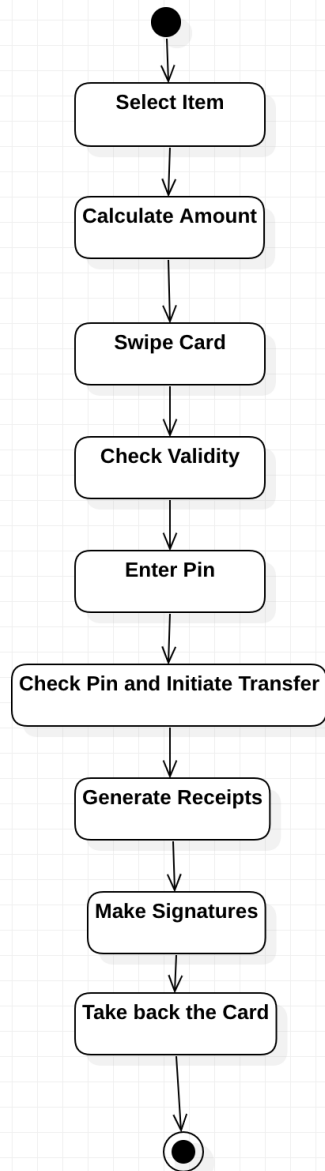 Select Item
Calculate Amount
Swipe Card
Check Validity
Enter Pin
Check Pin and Initiate Transfer
Generate Receipts
Make Signatures
Take back the Card